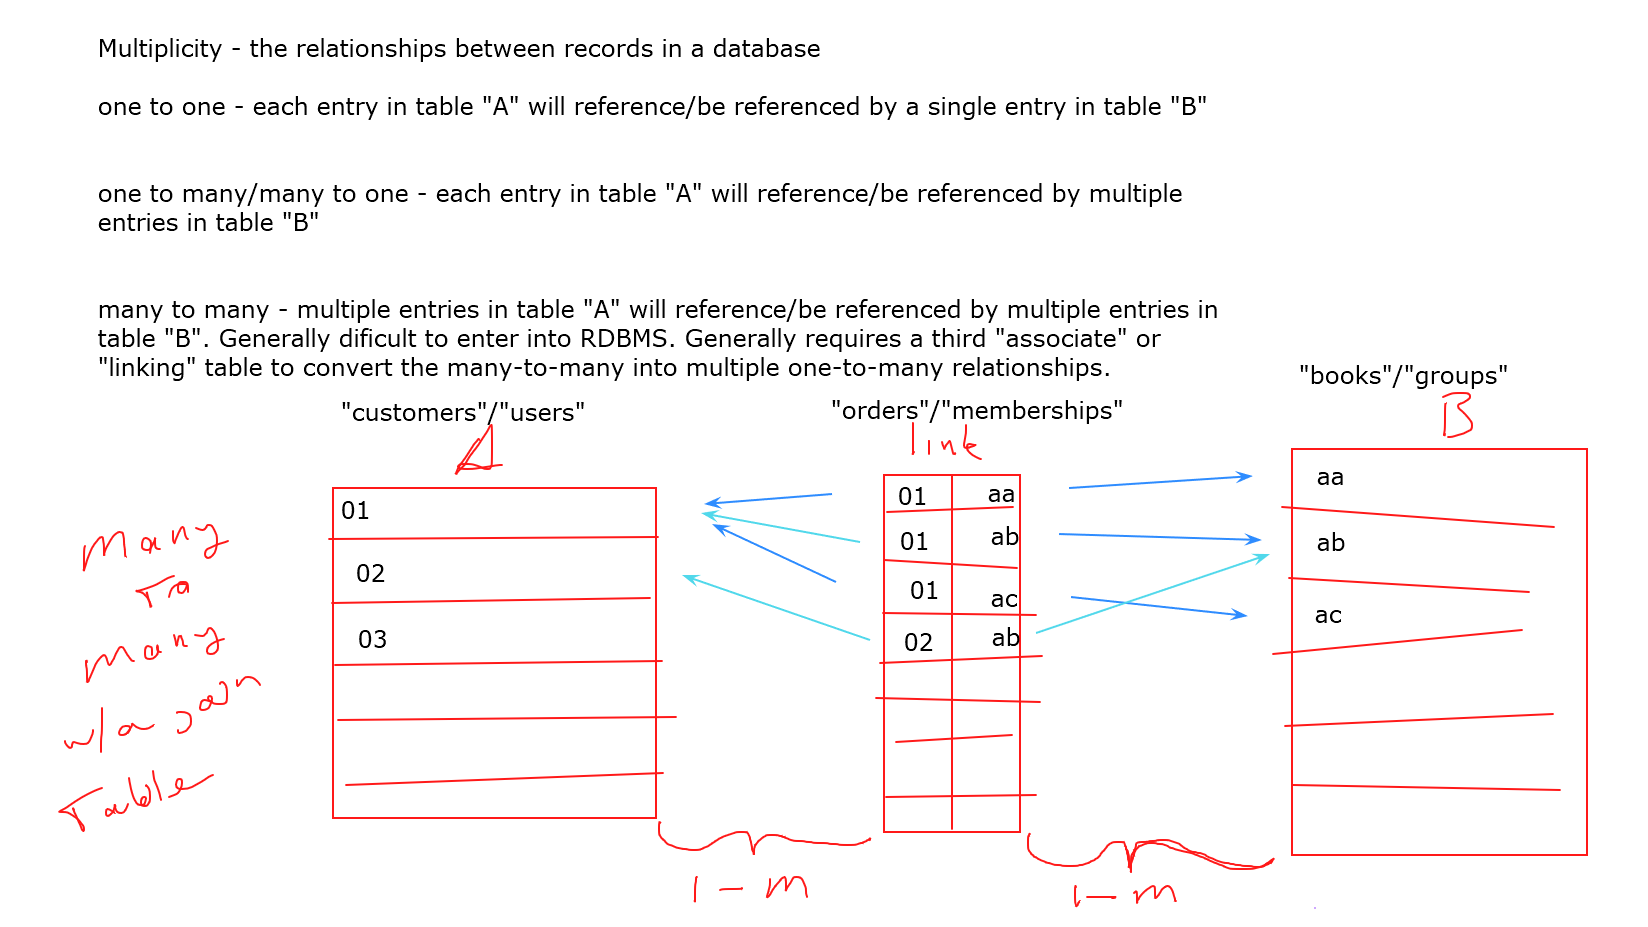 Multiplicity - the relationships between records in a database
one to one - each entry in table "A" will reference/be referenced by a single entry in table "B"
one to many/many to one - each entry in table "A" will reference/be referenced by multiple
entries in table "B"
many to many - multiple entries in table "A" will reference/be referenced by multiple entries in
table "B". Generally dificult to enter into RDBMS. Generally requires a third "associate" or
"linking" table to convert the many-to-many into multiple one-to-many relationships.
"books"/"groups"
"customers"/"users"
"orders"/"memberships"
A
link
B
many
To
many
w/a join
Table
01
02
03
01 aa
01 ab
01 ac
02 ab
aa
ab
ac
1 - m
1 - m